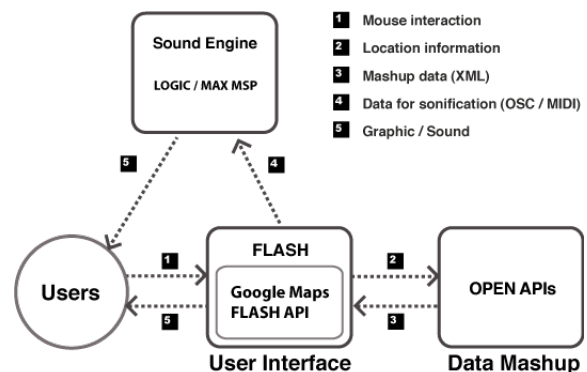 Sound Engine
LOGIC / MAX MSP
1 Mouse interaction
2 Location information
3 Mashup data (XML)
4 Data for sonification (OSC / MIDI)
5 Graphic / Sound
5
4
Users
1
5
FLASH
Google Maps
FLASH API
User Interface
2
3
OPEN APIs
Data Mashup